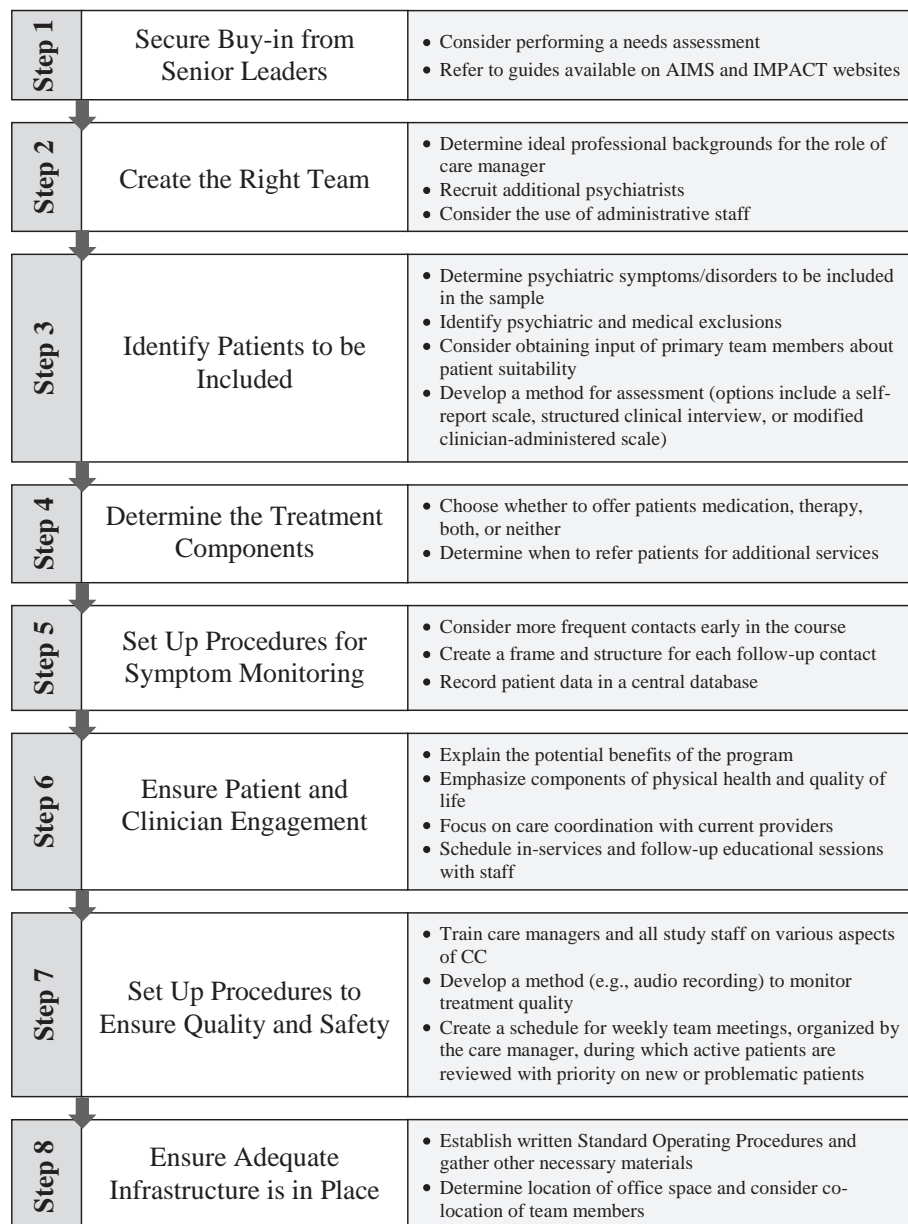 Step 1
Secure Buy-in from
Senior Leaders
• Consider performing a needs assessment
• Refer to guides available on AIMS and IMPACT websites
Step 2
Create the Right Team
• Determine ideal professional backgrounds for the role of
care manager
• Recruit additional psychiatrists
• Consider the use of administrative staff
Step 3
Identify Patients to be
Included
• Determine psychiatric symptoms/disorders to be included
in the sample
• Identify psychiatric and medical exclusions
• Consider obtaining input of primary team members about
patient suitability
• Develop a method for assessment (options include a self-
report scale, structured clinical interview, or modified
clinician-administered scale)
Step 4
Determine the Treatment
Components
• Choose whether to offer patients medication, therapy,
both, or neither
• Determine when to refer patients for additional services
Step 5
Set Up Procedures for
Symptom Monitoring
• Consider more frequent contacts early in the course
• Create a frame and structure for each follow-up contact
• Record patient data in a central database
Step 6
Ensure Patient and
Clinician Engagement
• Explain the potential benefits of the program
• Emphasize components of physical health and quality of
life
• Focus on care coordination with current providers
• Schedule in-services and follow-up educational sessions
with staff
Step 7
Set Up Procedures to
Ensure Quality and Safety
• Train care managers and all study staff on various aspects
of CC
• Develop a method (e.g., audio recording) to monitor
treatment quality
• Create a schedule for weekly team meetings, organized by
the care manager, during which active patients are
reviewed with priority on new or problematic patients
Step 8
Ensure Adequate
Infrastructure is in Place
• Establish written Standard Operating Procedures and
gather other necessary materials
• Determine location of office space and consider co-
location of team members